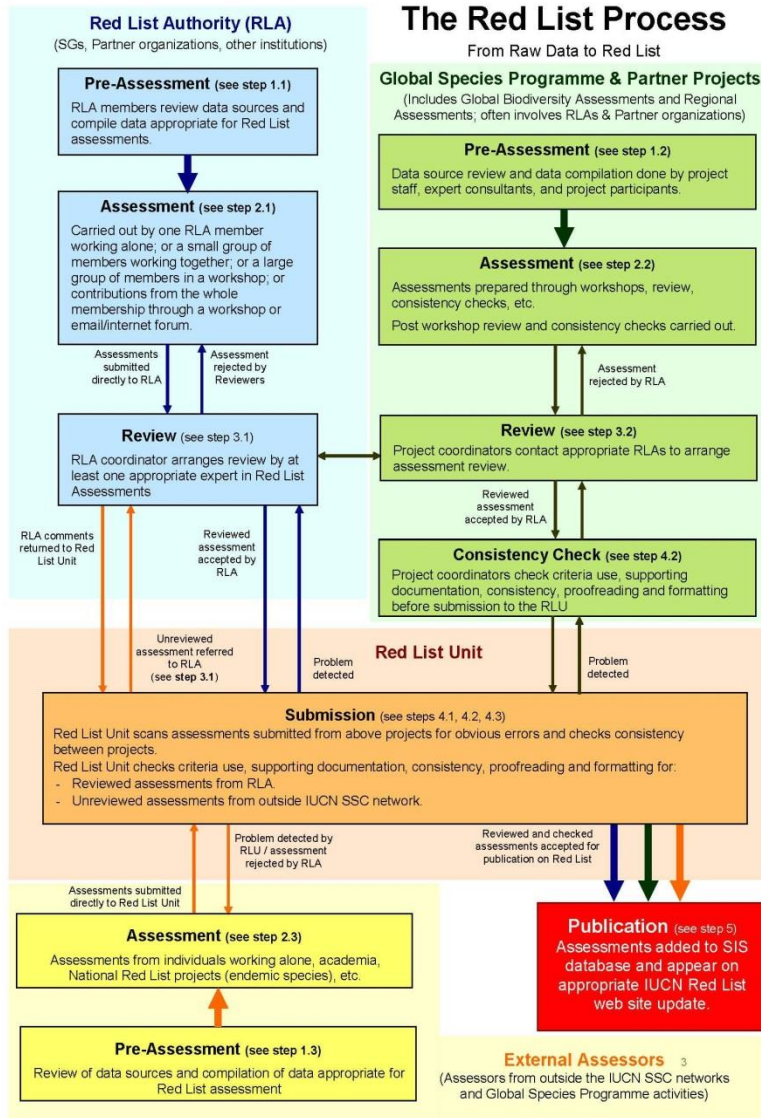 The Red List Process
From Raw Data to Red List
Red List Authority (RLA)
(SGs, Partner organizations, other institutions)
Pre-Assessment (see step 1.1)
RLA members review data sources and
compile data appropriate for Red List
assessments.
Assessment (see step 2.1)
Carried out by one RLA member
working alone; or a small group of
members working together; or a large
group of members in a workshop; or
contributions from the whole
membership through a workshop or
email/internet forum.
Assessments
submitted
directly to RLA
Assessment
rejected by
Reviewers
Review (see step 3.1)
RLA coordinator arranges review by at
least one appropriate expert in Red List
Assessments
RLA comments
returned to Red
List Unit
Reviewed
assessment
accepted by
RLA
Unreviewed
assessment referred
to RLA
(see step 3.1)
Problem
detected
Global Species Programme & Partner Projects
(Includes Global Biodiversity Assessments and Regional
Assessments; often involves RLAs & Partner organizations)
Pre-Assessment (see step 1.2)
Data source review and data compilation done by project
staff, expert consultants, and project participants.
Assessment (see step 2.2)
Assessments prepared through workshops, review,
consistency checks, etc.
Post workshop review and consistency checks carried out.
Assessment
rejected by RLA
Review (see step 3.2)
Project coordinators contact appropriate RLAs to arrange
assessment review.
Reviewed
assessment
accepted by
RLA
Consistency Check (see step 4.2)
Project coordinators check criteria use, supporting
documentation, consistency, proofreading and formatting
before submission to the RLU
Problem
detected
Red List Unit
Submission (see steps 4.1, 4.2, 4.3)
Red List Unit scans assessments submitted from above projects for obvious errors and checks consistency
between projects.
Red List Unit checks criteria use, supporting documentation, consistency, proofreading and formatting for:
- Reviewed assessments from RLA.
- Unreviewed assessments from outside IUCN SSC network.
Problem detected by
RLU / assessment
rejected by RLA
Reviewed and checked
assessments accepted for
publication on Red List
Assessments submitted
directly to Red List Unit
Assessment (see step 2.3)
Assessments from individuals working alone, academia,
National Red List projects (endemic species), etc.
Pre-Assessment (see step 1.3)
Review of data sources and compilation of data appropriate for
Red List assessment
Publication (see step 5)
Assessments added to SIS
database and appear on
appropriate IUCN Red List
web site update.
External Assessors 3
(Assessors from outside the IUCN SSC networks
and Global Species Programme activities)